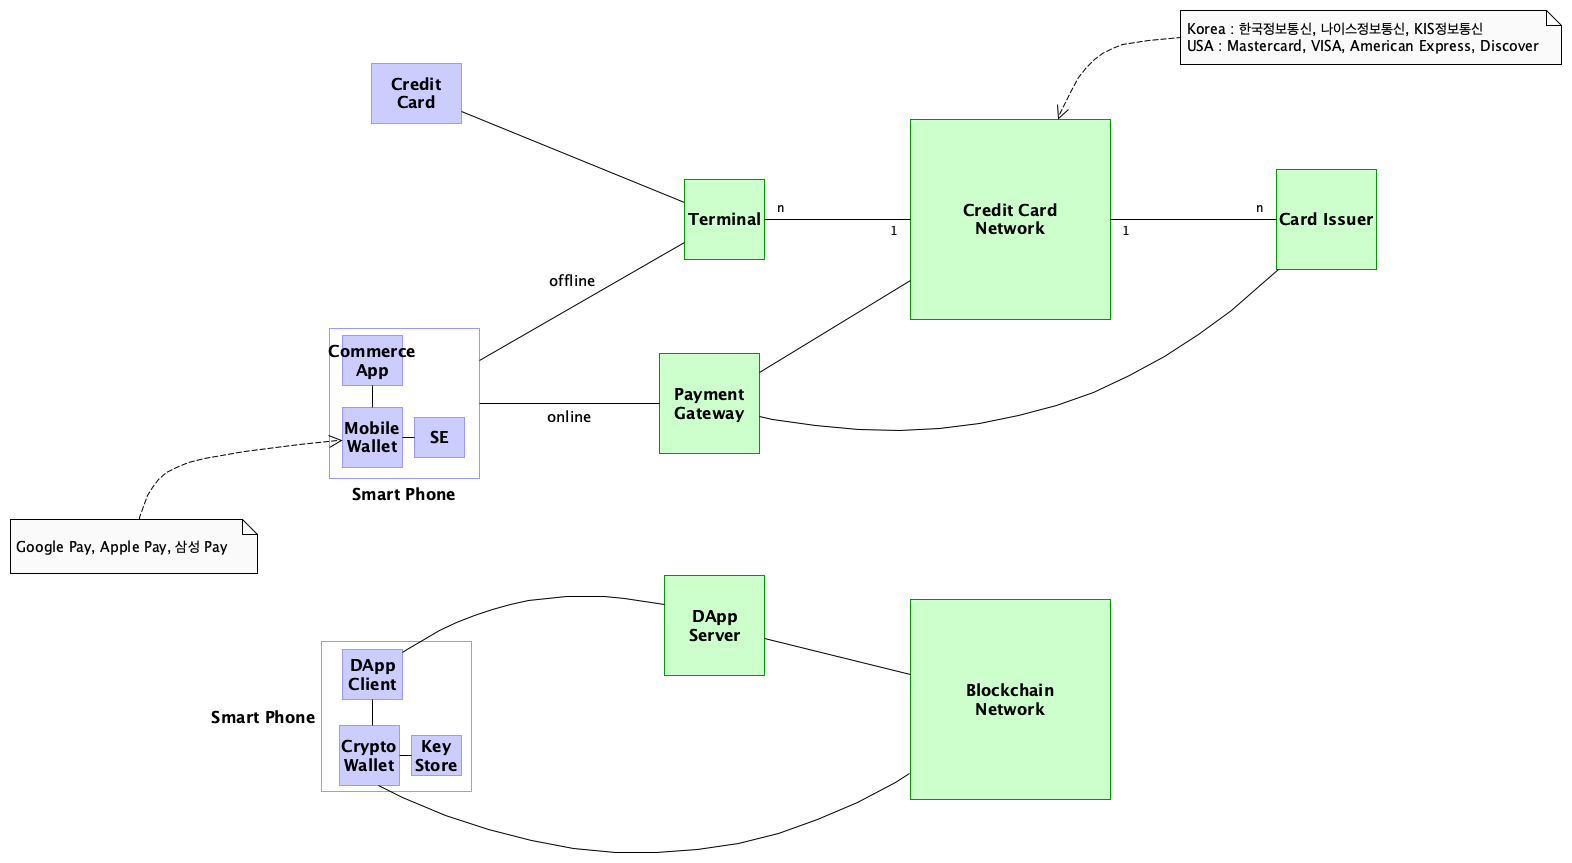 Korea : 한국정보통신, 나이스정보통신, KIS정보통신
USA : Mastercard, VISA, American Express, Discover
Credit
Card
Terminal
n
1
Credit Card
Network
1
n
Card Issuer
offline
Commerce
App
Mobile
Wallet
SE
Smart Phone
online
Payment
Gateway
Google Pay, Apple Pay, 삼성 Pay
DApp
Server
DApp
Client
Smart Phone
Crypto
Wallet
Key
Store
Blockchain
Network